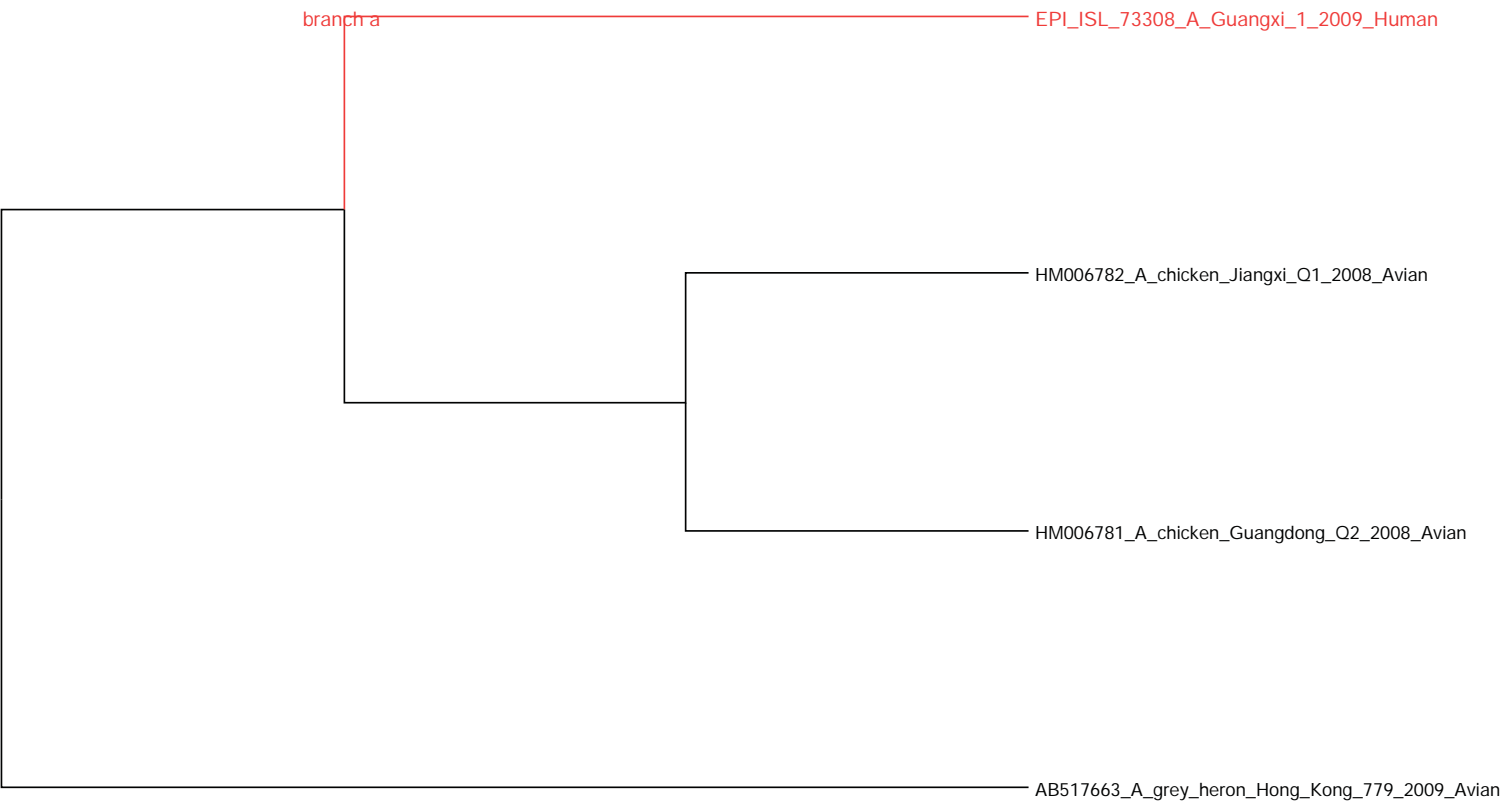 branch a
EPI_ISL_73308_A_Guangxi_1_2009_Human
HM006782_A_chicken_Jiangxi_Q1_2008_Avian
HM006781_A_chicken_Guangdong_Q2_2008_Avian
AB517663_A_grey_heron_Hong_Kong_779_2009_Avian